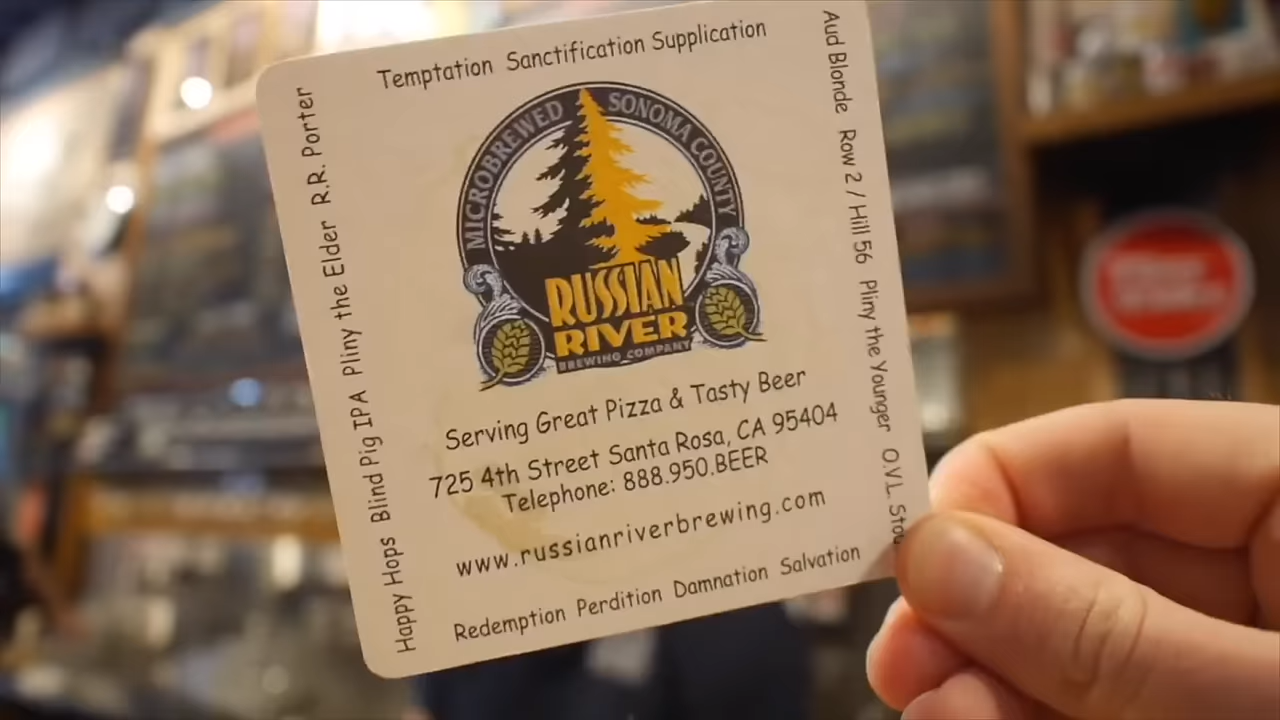 Temptation Sanctification Supplication
Aud Blonde Row 2 / Hill 56 Pliny the Younger O.V.L. Stou
Happy Hops Blind Pig IPA Pliny the Elder R.R. Porter
MICROBREWED SONOMA COUNTY
RUSSIAN
RIVER
BREWING COMPANY
Serving Great Pizza & Tasty Beer
725 4th Street Santa Rosa, CA 95404
Telephone: 888.950.BEER
www.russianriverbrewing.com
Redemption Perdition Damnation Salvation